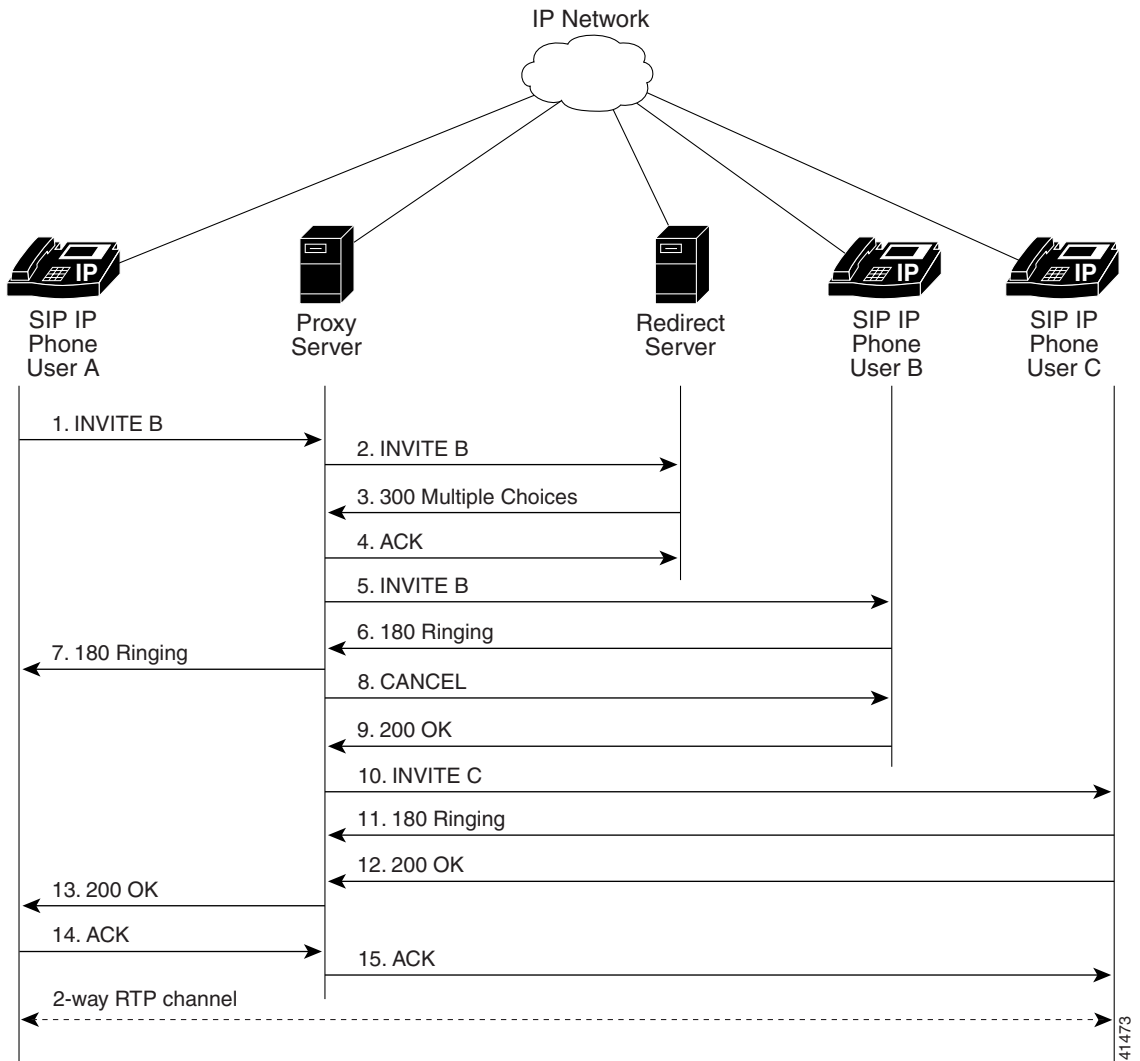 IP Network
IP
IP
IP
SIP IP
Phone
User A
Proxy
Server
Redirect
Server
SIP IP
Phone
User B
SIP IP
Phone
User C
1. INVITE B
2. INVITE B
3. 300 Multiple Choices
4. ACK
5. INVITE B
6. 180 Ringing
7. 180 Ringing
8. CANCEL
9. 200 OK
10. INVITE C
11. 180 Ringing
12. 200 OK
13. 200 OK
14. ACK
15. ACK
2-way RTP channel
41473